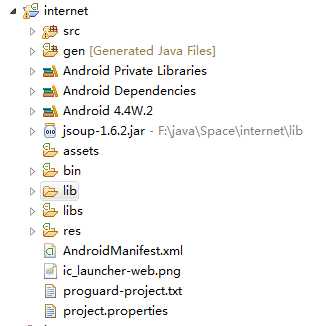 internet
src
gen [Generated Java Files]
Android Private Libraries
Android Dependencies
Android 4.4W.2
jsoup-1.6.2.jar - F:\java\Space\internet\lib
assets
bin
lib
libs
res
AndroidManifest.xml
ic_launcher-web.png
proguard-project.txt
project.properties